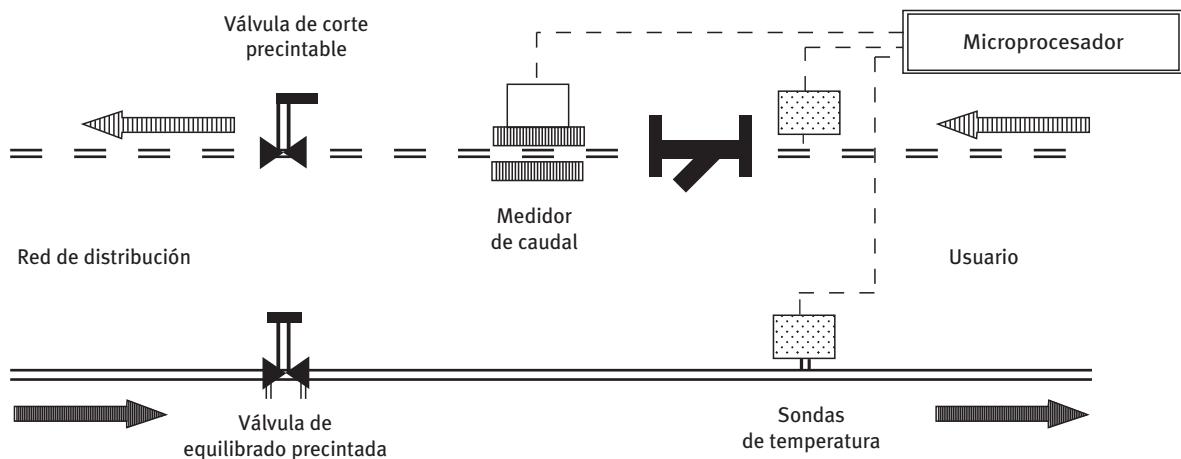 Válvula de corte
precintable
Microprocesador
Medidor
de caudal
Red de distribución
Usuario
Válvula de
equilibrado precintada
Sondas
de temperatura